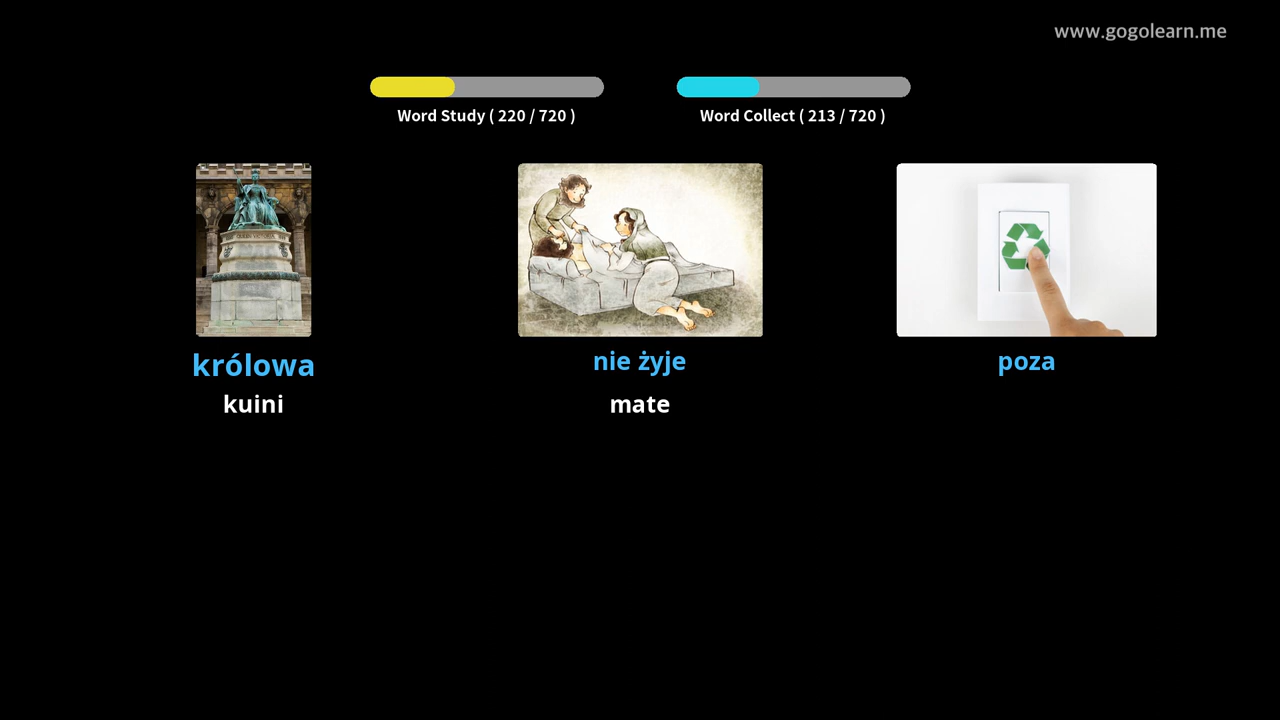 www.gogolearn.me
Word Study ( 220 / 720 )
Word Collect ( 213 / 720 )
królowa
nie żyje
poza
kuini
mate